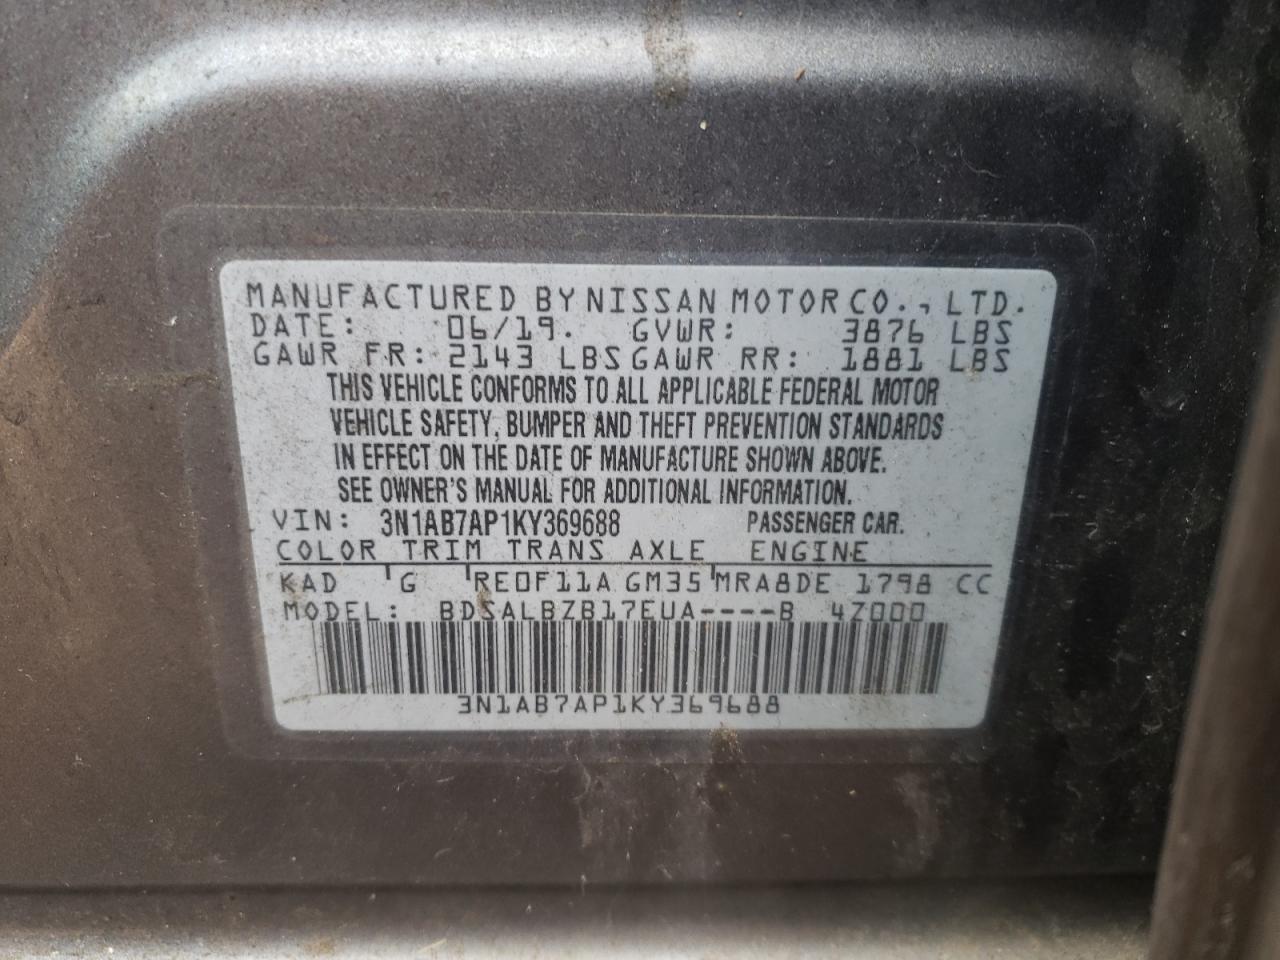 MANUFACTURED BY NISSAN MOTOR CO., LTD.
DATE: 06/19. GVWR: 3876 LBS
GAWR FR: 2143 LBS GAWR RR: 1881 LBS
THIS VEHICLE CONFORMS TO ALL APPLICABLE FEDERAL MOTOR
VEHICLE SAFETY, BUMPER AND THEFT PREVENTION STANDARDS
IN EFFECT ON THE DATE OF MANUFACTURE SHOWN ABOVE.
SEE OWNER'S MANUAL FOR ADDITIONAL INFORMATION.
VIN: 3N1AB7AP1KY369688 PASSENGER CAR.
COLOR TRIM TRANS AXLE ENGINE
KAD G RE0F11A GM35 MRA8DE 1798 CC
MODEL: BDSALBZB17EUA----B 4Z000
3N1AB7AP1KY369688